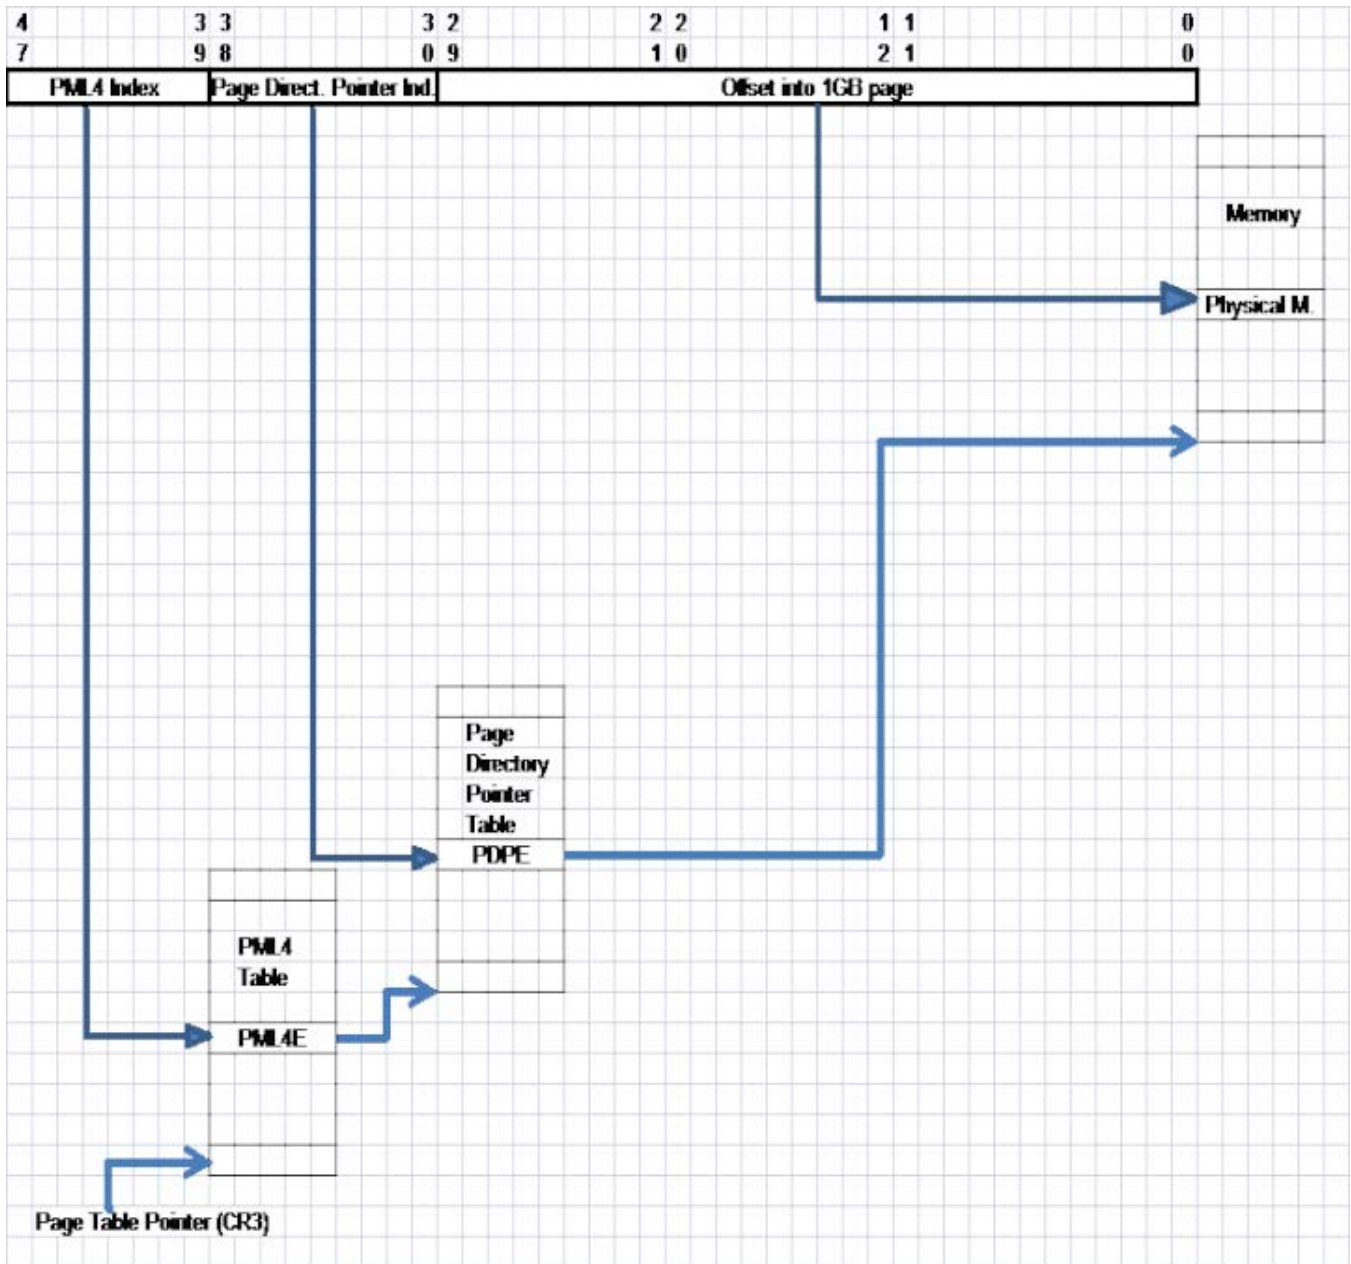 4 3 3 3 2 2 2 1 1 0
7 9 8 0 9 1 0 2 1 0
PML4 Index Page Direct. Pointer Ind. Offset into 1GB page
Memory
Physical M.
Page
Directory
Pointer
Table
PDPE
PML4
Table
PML4E
Page Table Pointer (CR3)